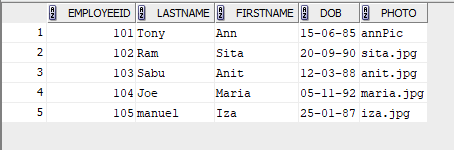 EMPLOYEEID LASTNAME FIRSTNAME DOB PHOTO
1 101 Tony Ann 15-06-85 annPic
2 102 Ram Sita 20-09-90 sita.jpg
3 103 Sabu Anit 12-03-88 anit.jpg
4 104 Joe Maria 05-11-92 maria.jpg
5 105 manuel Iza 25-01-87 iza.jpg